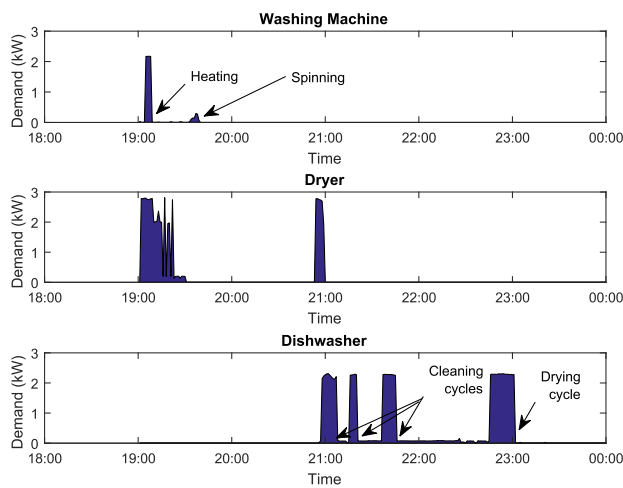 Washing Machine
3
2
1
0
Demand (kW)
Heating
Spinning
18:00 19:00 20:00 21:00 22:00 23:00 00:00
Time
Dryer
3
2
1
0
Demand (kW)
18:00 19:00 20:00 21:00 22:00 23:00 00:00
Time
Dishwasher
3
2
1
0
Demand (kW)
Cleaning
cycles
Drying
cycle
18:00 19:00 20:00 21:00 22:00 23:00 00:00
Time